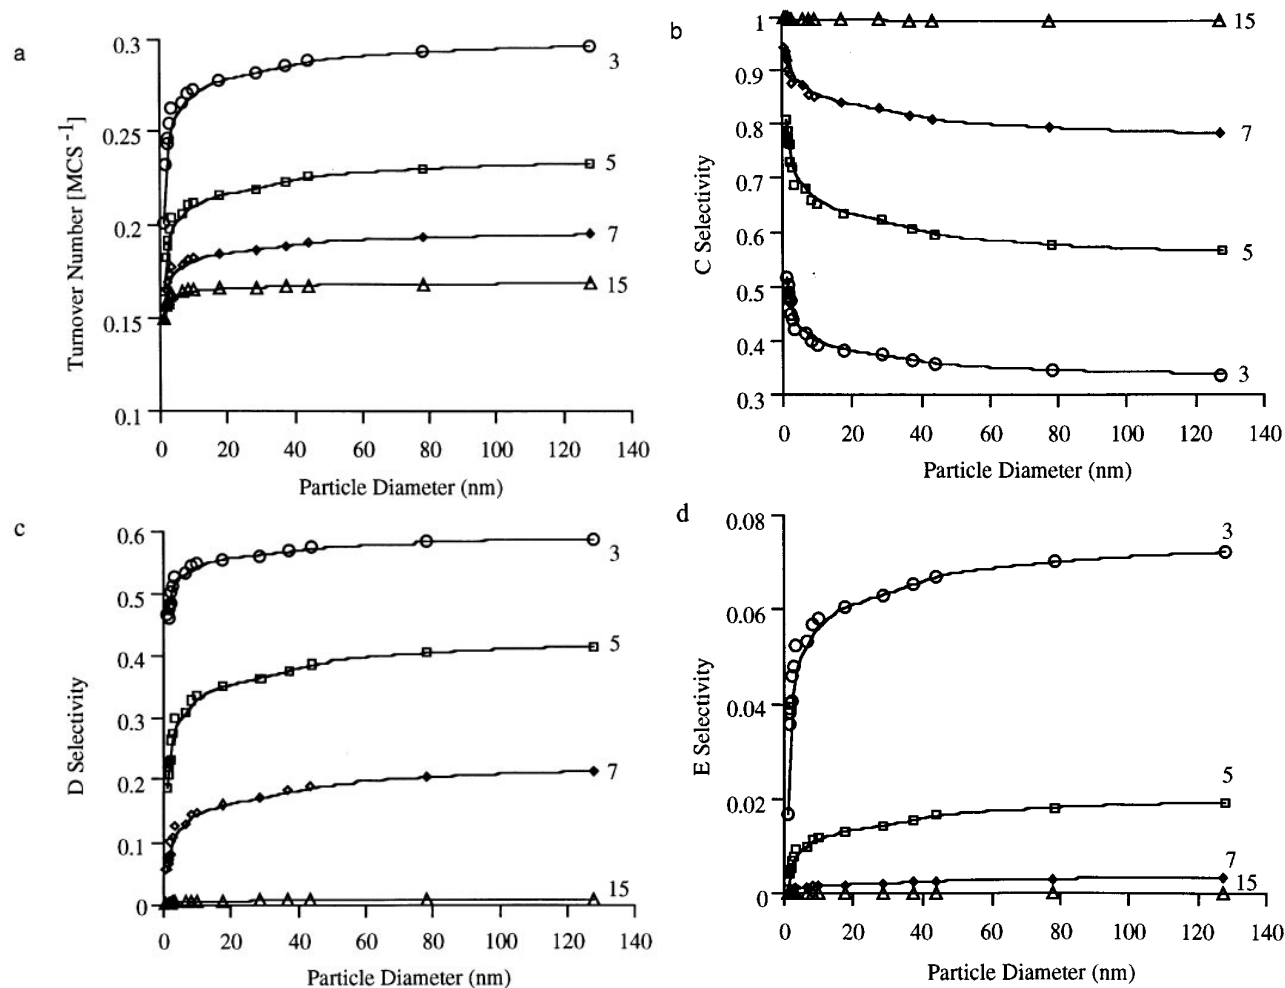 a
Turnover Number [MCS⁻¹]
0.3
0.25
0.2
0.15
0.1
3
5
7
15
0 20 40 60 80 100 120 140
Particle Diameter (nm)
b
C Selectivity
1
0.9
0.8
0.7
0.6
0.5
0.4
0.3
15
7
5
3
0 20 40 60 80 100 120 140
Particle Diameter (nm)
c
D Selectivity
0.6
0.5
0.4
0.3
0.2
0.1
0
3
5
7
15
0 20 40 60 80 100 120 140
Particle Diameter (nm)
d
E Selectivity
0.08
0.06
0.04
0.02
0
3
5
7
15
0 20 40 60 80 100 120 140
Particle Diameter (nm)